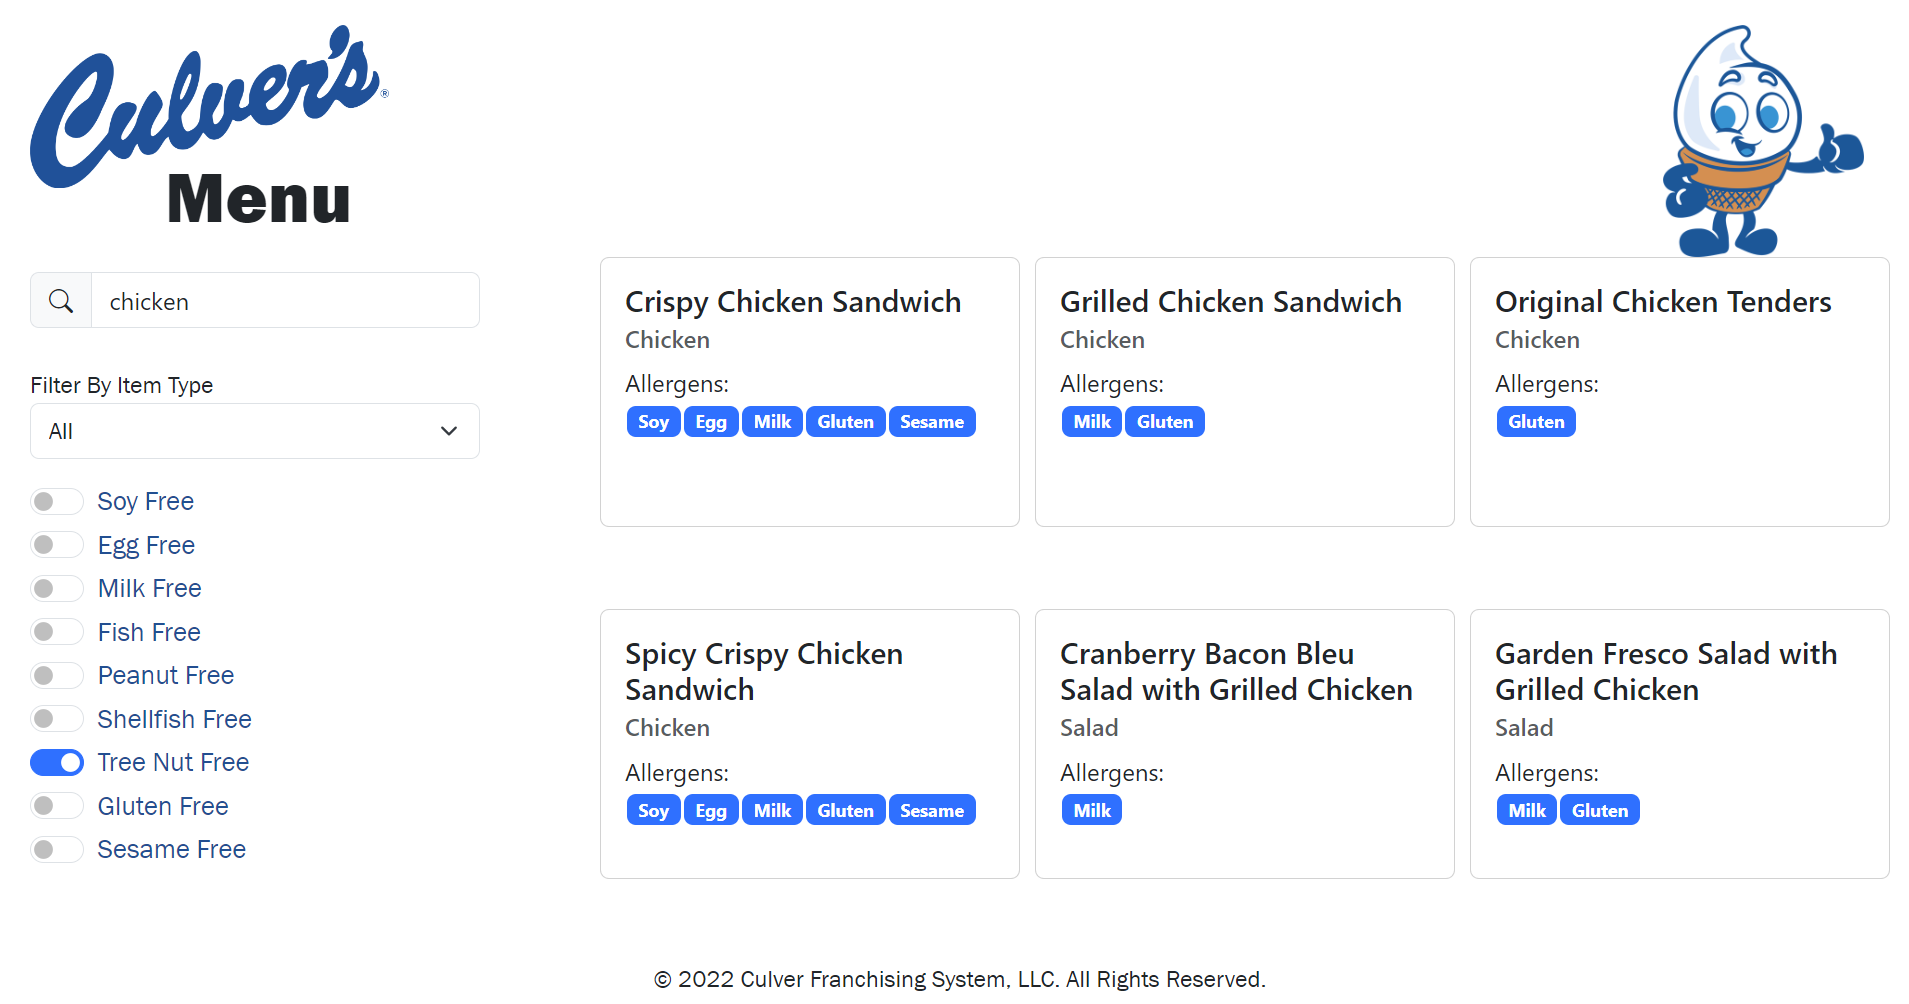 Culver's®
Menu
chicken
Filter By Item Type
All
Soy Free
Egg Free
Milk Free
Fish Free
Peanut Free
Shellfish Free
Tree Nut Free
Gluten Free
Sesame Free
Crispy Chicken Sandwich
Chicken
Allergens:
Soy Egg Milk Gluten Sesame
Grilled Chicken Sandwich
Chicken
Allergens:
Milk Gluten
Original Chicken Tenders
Chicken
Allergens:
Gluten
Spicy Crispy Chicken
Sandwich
Chicken
Allergens:
Soy Egg Milk Gluten Sesame
Cranberry Bacon Bleu
Salad with Grilled Chicken
Salad
Allergens:
Milk
Garden Fresco Salad with
Grilled Chicken
Salad
Allergens:
Milk Gluten
© 2022 Culver Franchising System, LLC. All Rights Reserved.